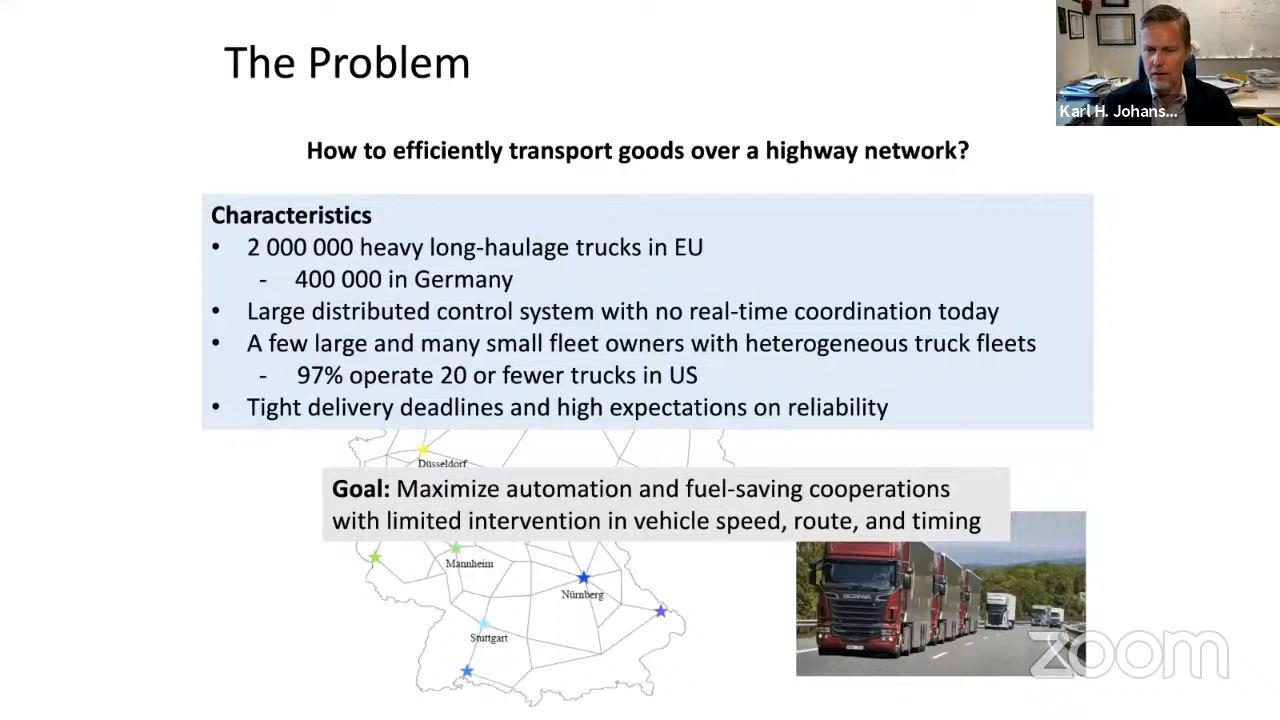 The Problem
Karl H. Johans...
How to efficiently transport goods over a highway network?
Characteristics
• 2 000 000 heavy long-haulage trucks in EU
- 400 000 in Germany
• Large distributed control system with no real-time coordination today
• A few large and many small fleet owners with heterogeneous truck fleets
- 97% operate 20 or fewer trucks in US
• Tight delivery deadlines and high expectations on reliability
Düsseldorf
Goal: Maximize automation and fuel-saving cooperations
with limited intervention in vehicle speed, route, and timing
Mannheim
Nürnberg
Stuttgart
SCANIA
zoom